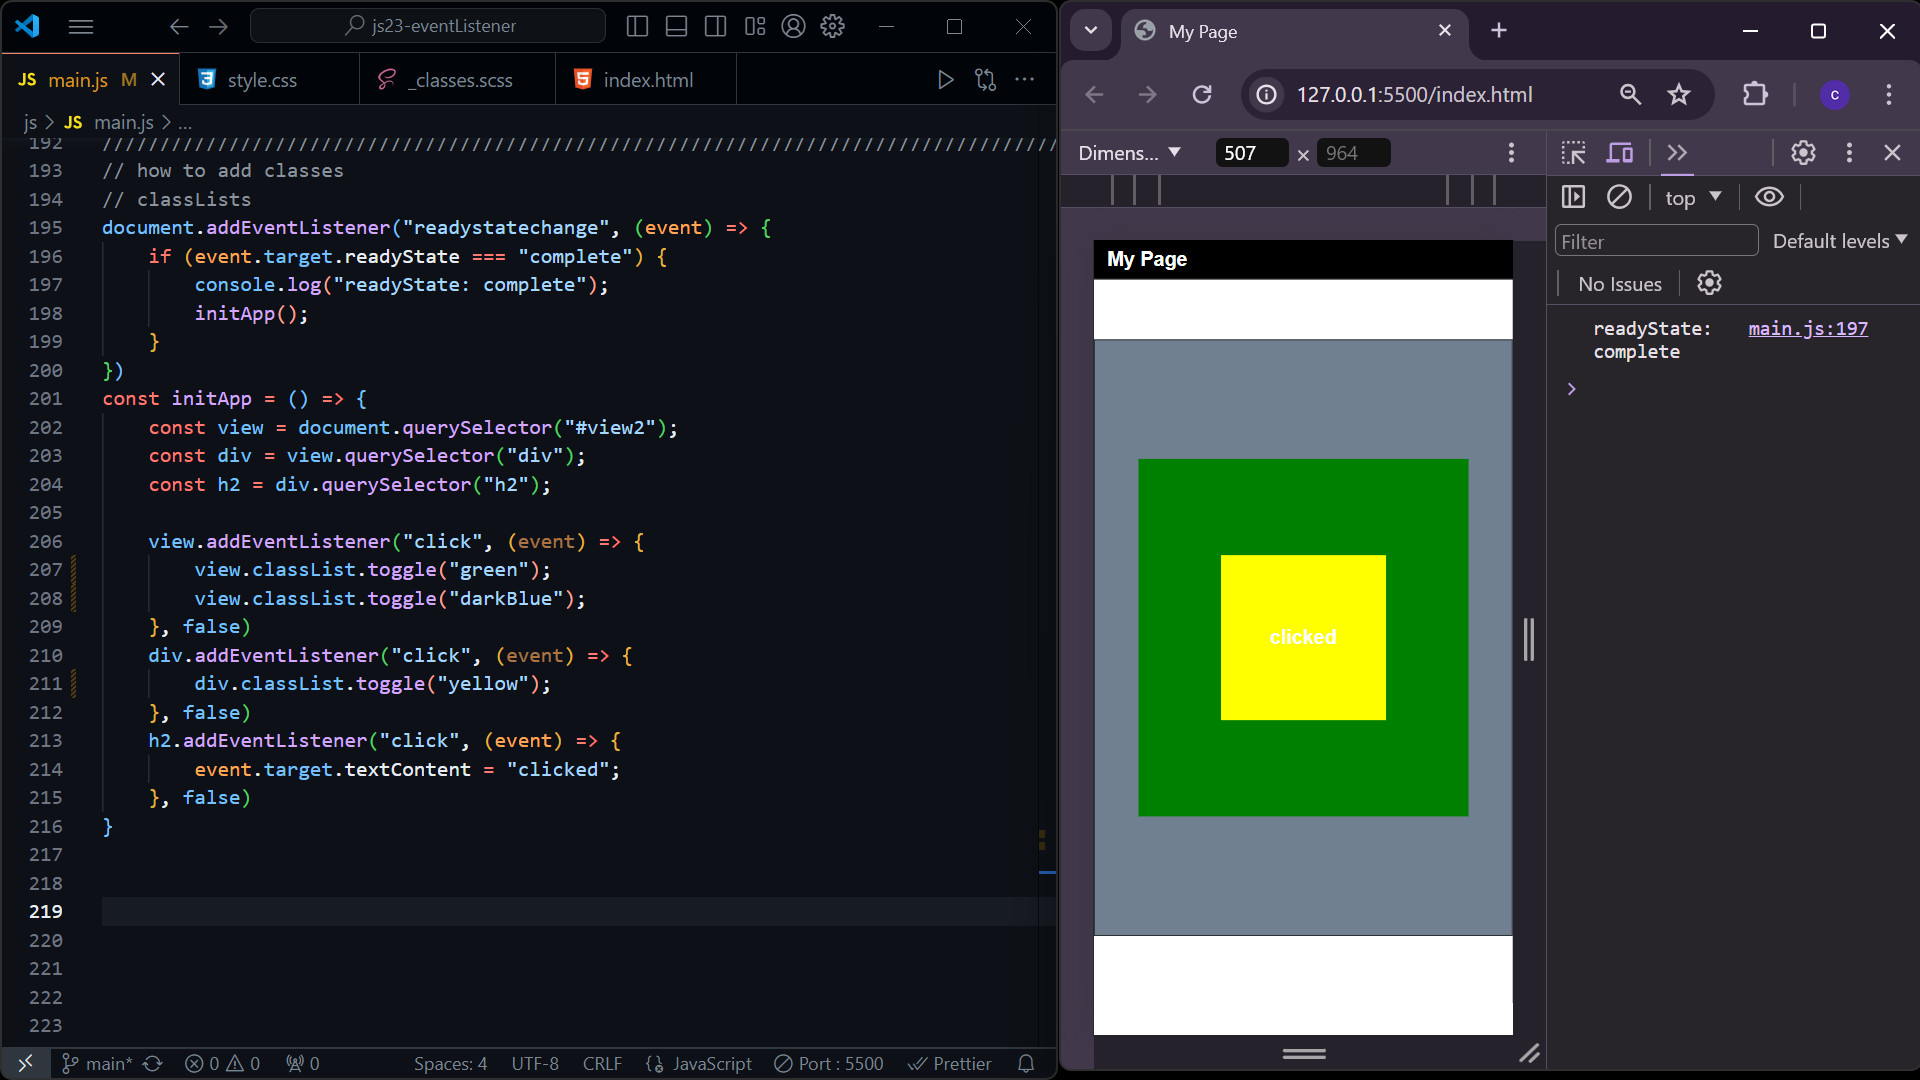 js23-eventListener
JS main.js M
style.css
_classes.scss
index.html
js > JS main.js > ...
192 ////////////////////////////////////////////////////////////////////////////////////
193 // how to add classes
194 // classLists
195 document.addEventListener("readystatechange", (event) => {
196     if (event.target.readyState === "complete") {
197         console.log("readyState: complete");
198         initApp();
199     }
200 })
201 const initApp = () => {
202     const view = document.querySelector("#view2");
203     const div = view.querySelector("div");
204     const h2 = div.querySelector("h2");
205
206     view.addEventListener("click", (event) => {
207         view.classList.toggle("green");
208         view.classList.toggle("darkBlue");
209     }, false)
210     div.addEventListener("click", (event) => {
211         div.classList.toggle("yellow");
212     }, false)
213     h2.addEventListener("click", (event) => {
214         event.target.textContent = "clicked";
215     }, false)
216 }
217
218
219
220
221
222
223
main* 0 0 0 Spaces: 4 UTF-8 CRLF {} JavaScript Port : 5500 Prettier
My Page
127.0.0.1:5500/index.html
c
Dimens... 507 × 964
My Page
clicked
top
Filter
Default levels
No Issues
readyState: complete
main.js:197